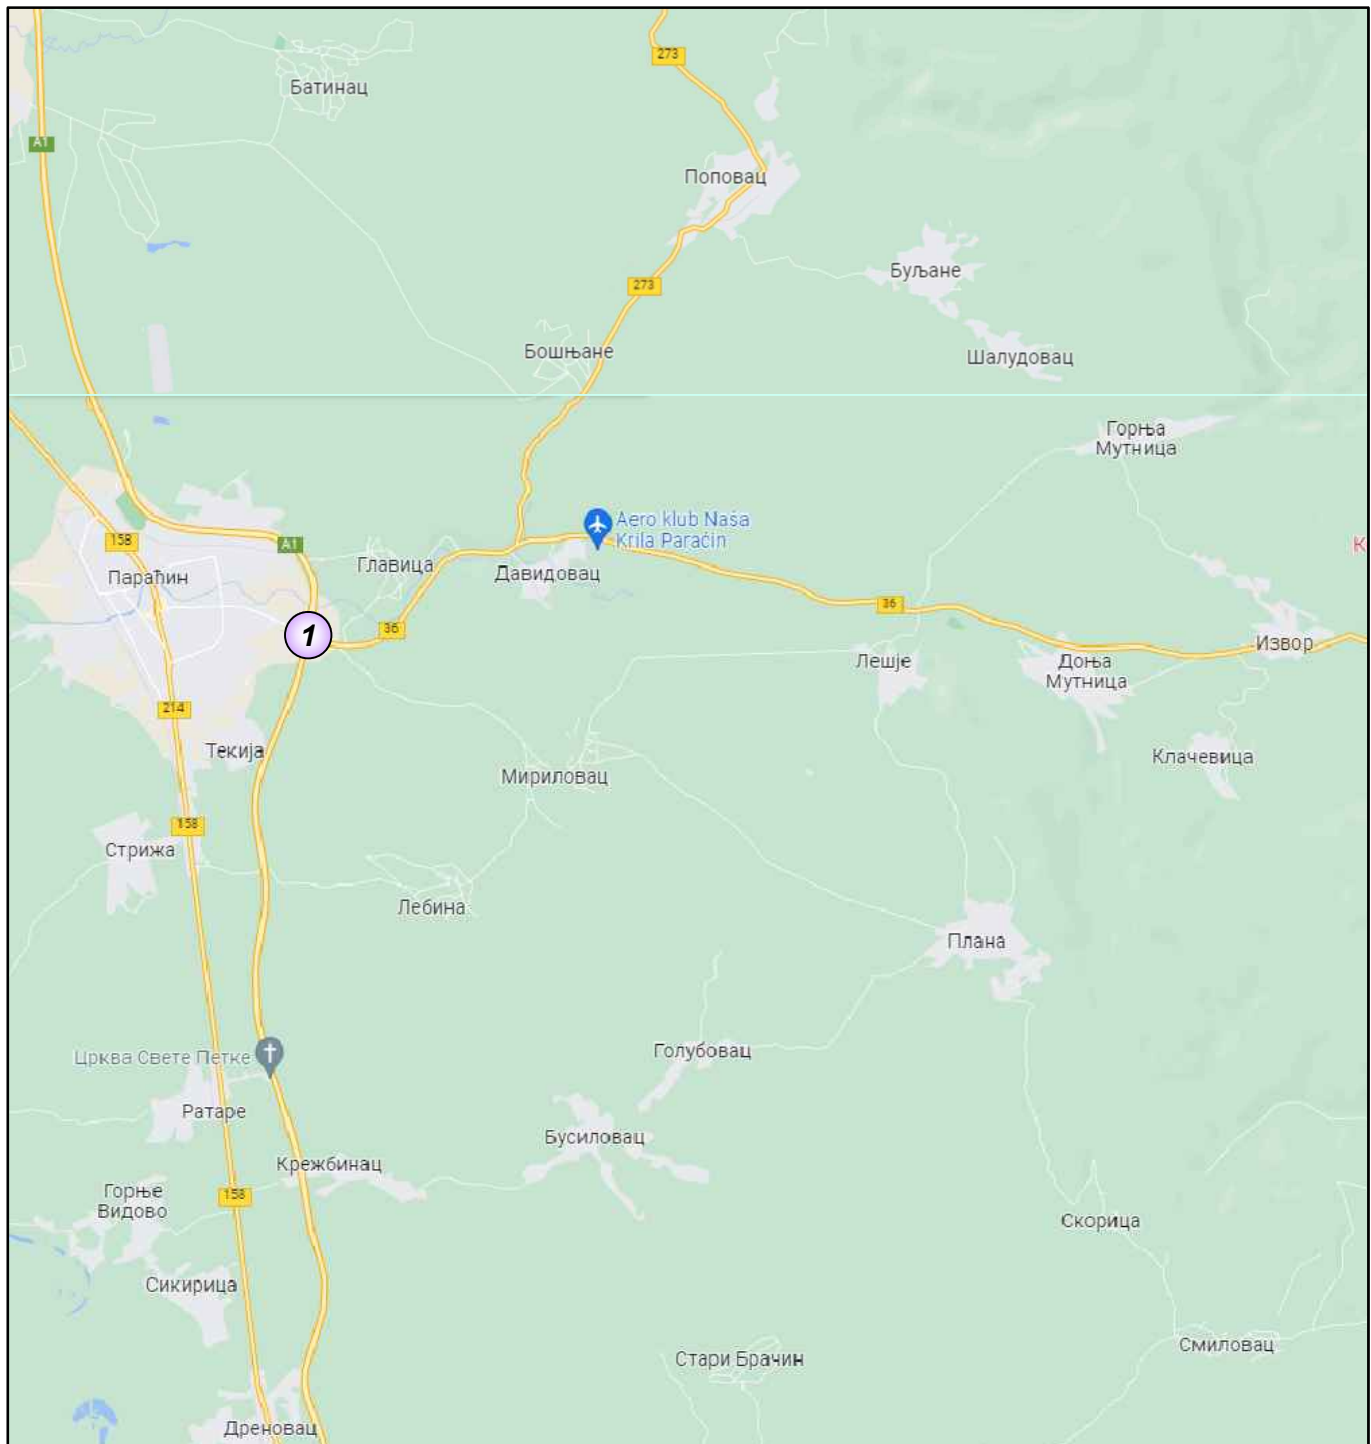 273
Батинац
A1
Поповац
Буљане
273
Бошњане
Шалудовац
Горња
Мутница
Aero klub Naša
Krila Paraćin
158
A1
К
Главица
Параћин
Давидовац
36
1
36
Извор
Лешје
Доња
Мутница
214
Текија
Клачевица
Мириловац
158
Стрижа
Лебина
Плана
Голубовац
Црква Свете Петке
Ратаре
Бусиловац
Крежбинац
158
Горње
Видово
Скорица
Сикирица
Смиловац
Стари Брачин
Дреновац